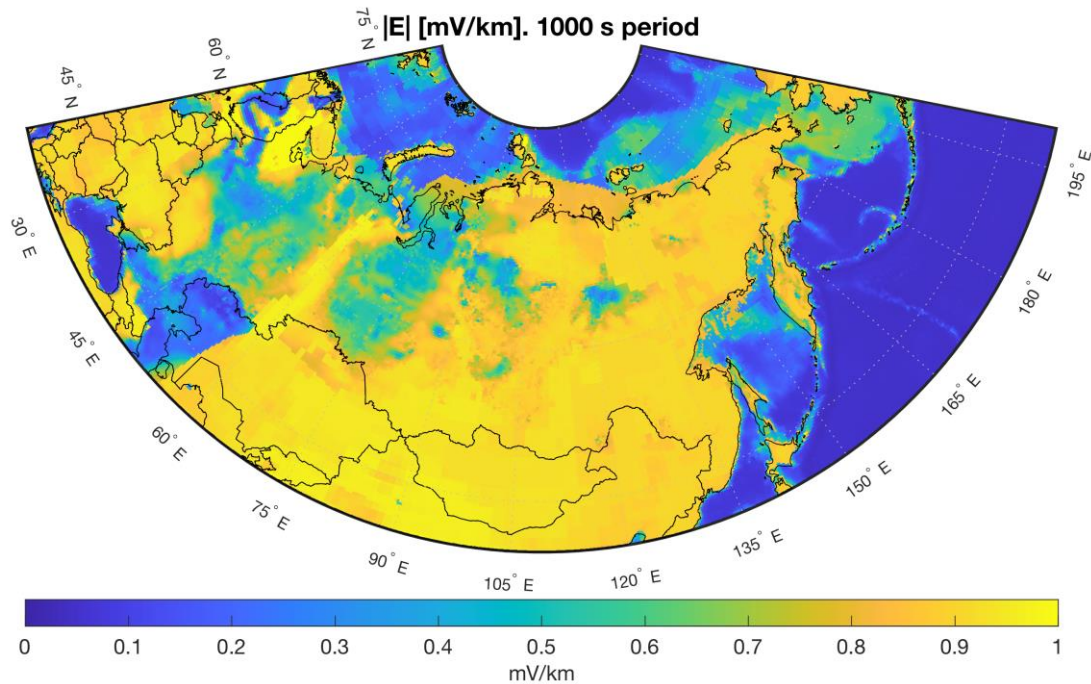 |E| [mV/km]. 1000 s period
75° N
60° N
45° N
30° E
45° E
60° E
75° E
90° E
105° E
120° E
135° E
150° E
165° E
180° E
195° E
0 0.1 0.2 0.3 0.4 0.5 0.6 0.7 0.8 0.9 1
mV/km